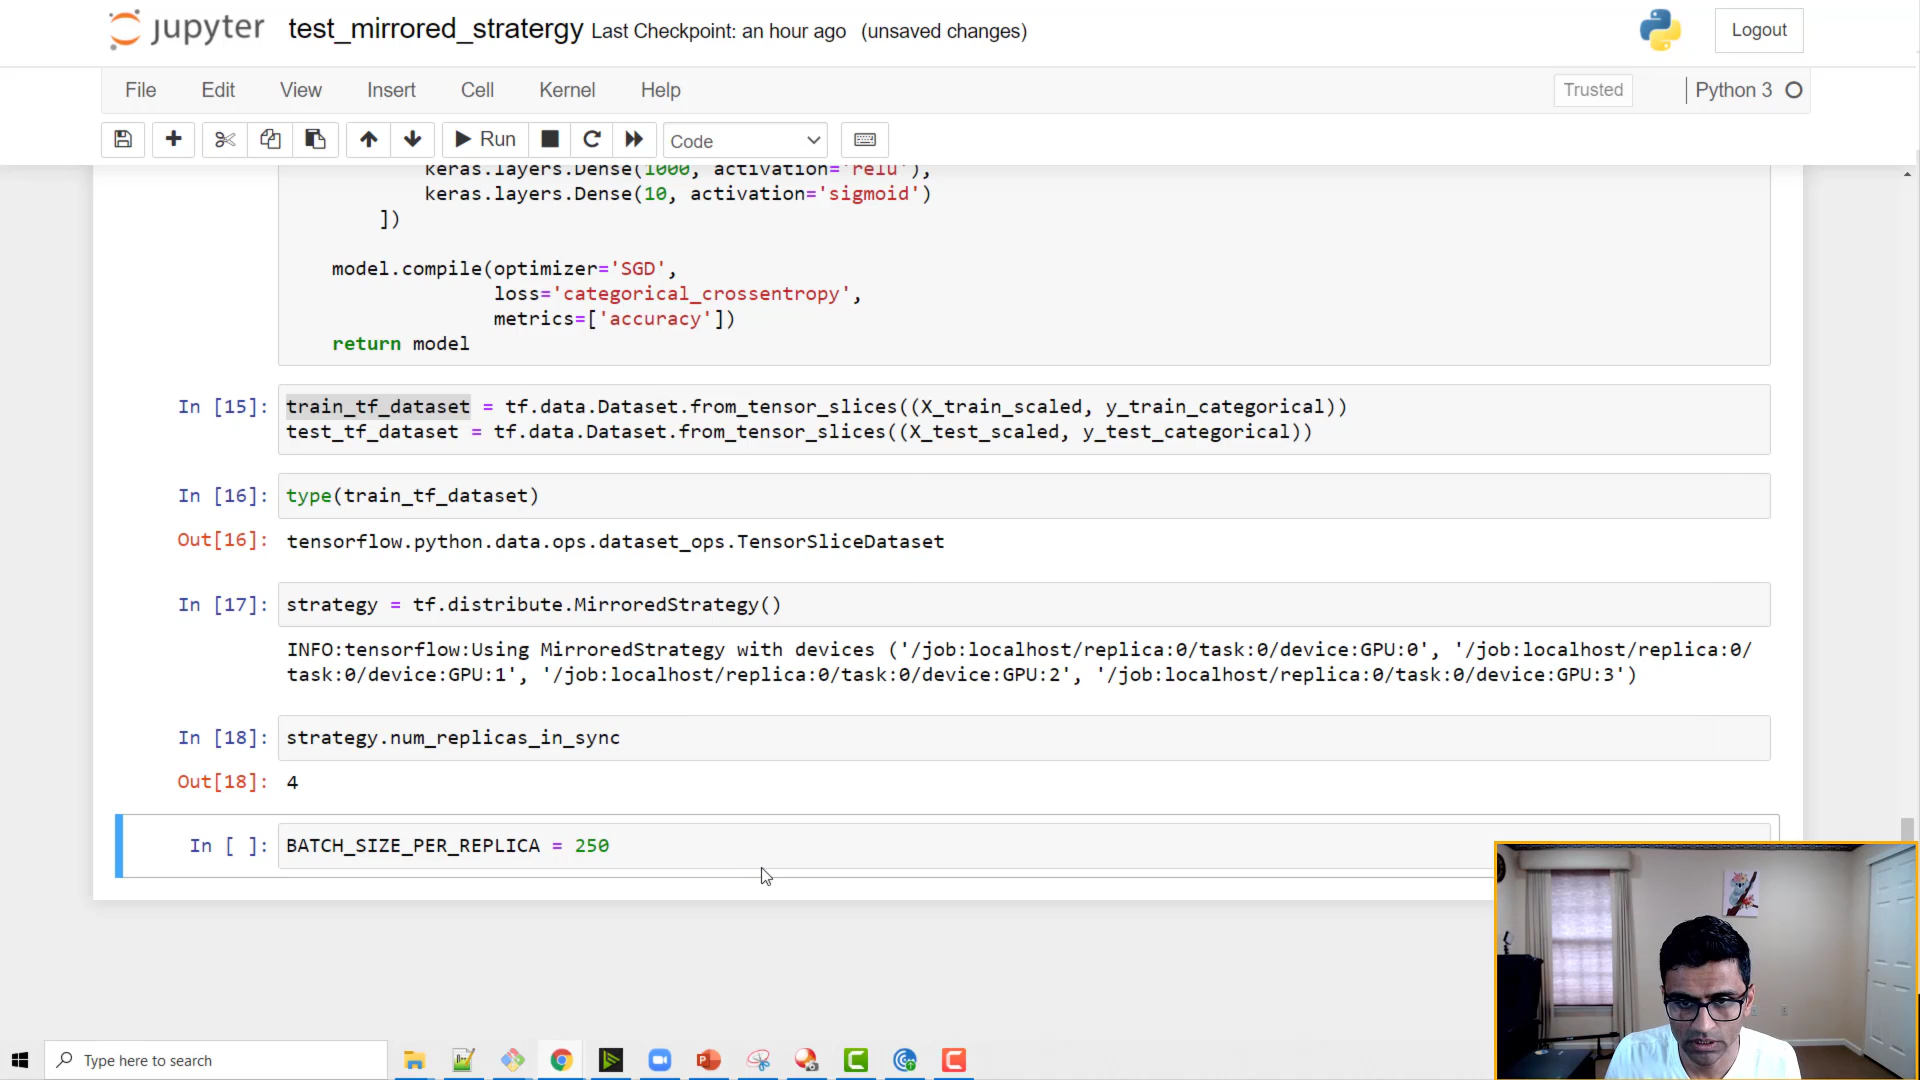 jupyter test_mirrored_stratergy Last Checkpoint: an hour ago (unsaved changes) Logout
File Edit View Insert Cell Kernel Help Trusted Python 3
Run Code
keras.layers.Dense(1000, activation='relu'),
keras.layers.Dense(10, activation='sigmoid')
])
model.compile(optimizer='SGD',
loss='categorical_crossentropy',
metrics=['accuracy'])
return model
In [15]: train_tf_dataset = tf.data.Dataset.from_tensor_slices((X_train_scaled, y_train_categorical))
test_tf_dataset = tf.data.Dataset.from_tensor_slices((X_test_scaled, y_test_categorical))
In [16]: type(train_tf_dataset)
Out[16]: tensorflow.python.data.ops.dataset_ops.TensorSliceDataset
In [17]: strategy = tf.distribute.MirroredStrategy()
INFO:tensorflow:Using MirroredStrategy with devices ('/job:localhost/replica:0/task:0/device:GPU:0', '/job:localhost/replica:0/
task:0/device:GPU:1', '/job:localhost/replica:0/task:0/device:GPU:2', '/job:localhost/replica:0/task:0/device:GPU:3')
In [18]: strategy.num_replicas_in_sync
Out[18]: 4
In [ ]: BATCH_SIZE_PER_REPLICA = 250
Type here to search